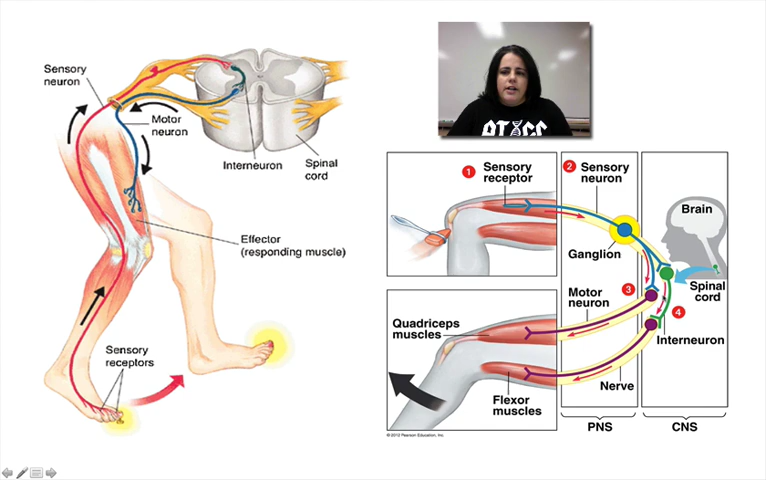 Sensory
neuron
Motor
neuron
Interneuron
Spinal
cord
Effector
(responding muscle)
Sensory
receptors
1 Sensory
receptor
2 Sensory
neuron
Brain
Ganglion
Spinal
cord
3
Motor
neuron
4
Interneuron
Quadriceps
muscles
Nerve
Flexor
muscles
PNS
CNS
© 2010 Pearson Education, Inc.